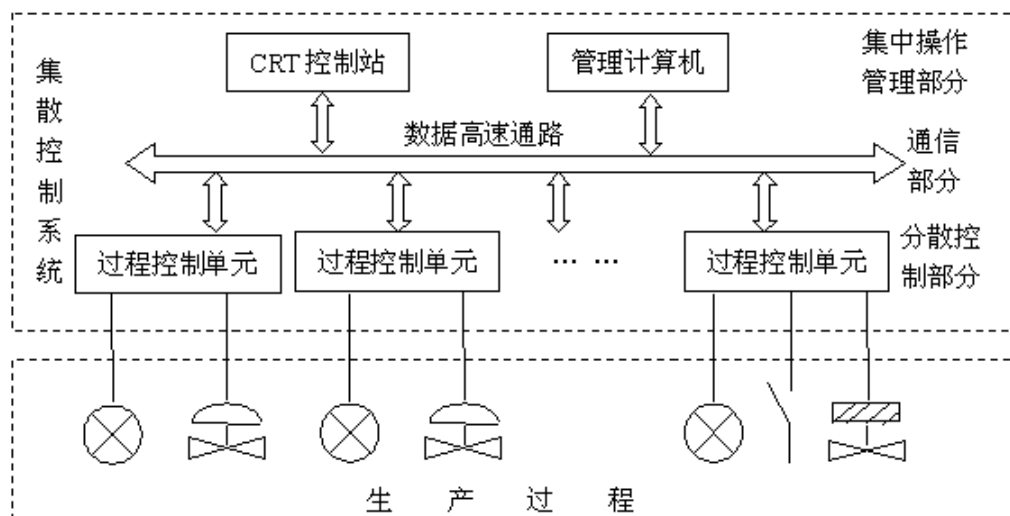 集散控制系统
CRT 控制站
管理计算机
集中操作
管理部分
数据高速通路
通信
部分
过程控制单元
过程控制单元
… …
过程控制单元
分散控
制部分
生 产 过 程